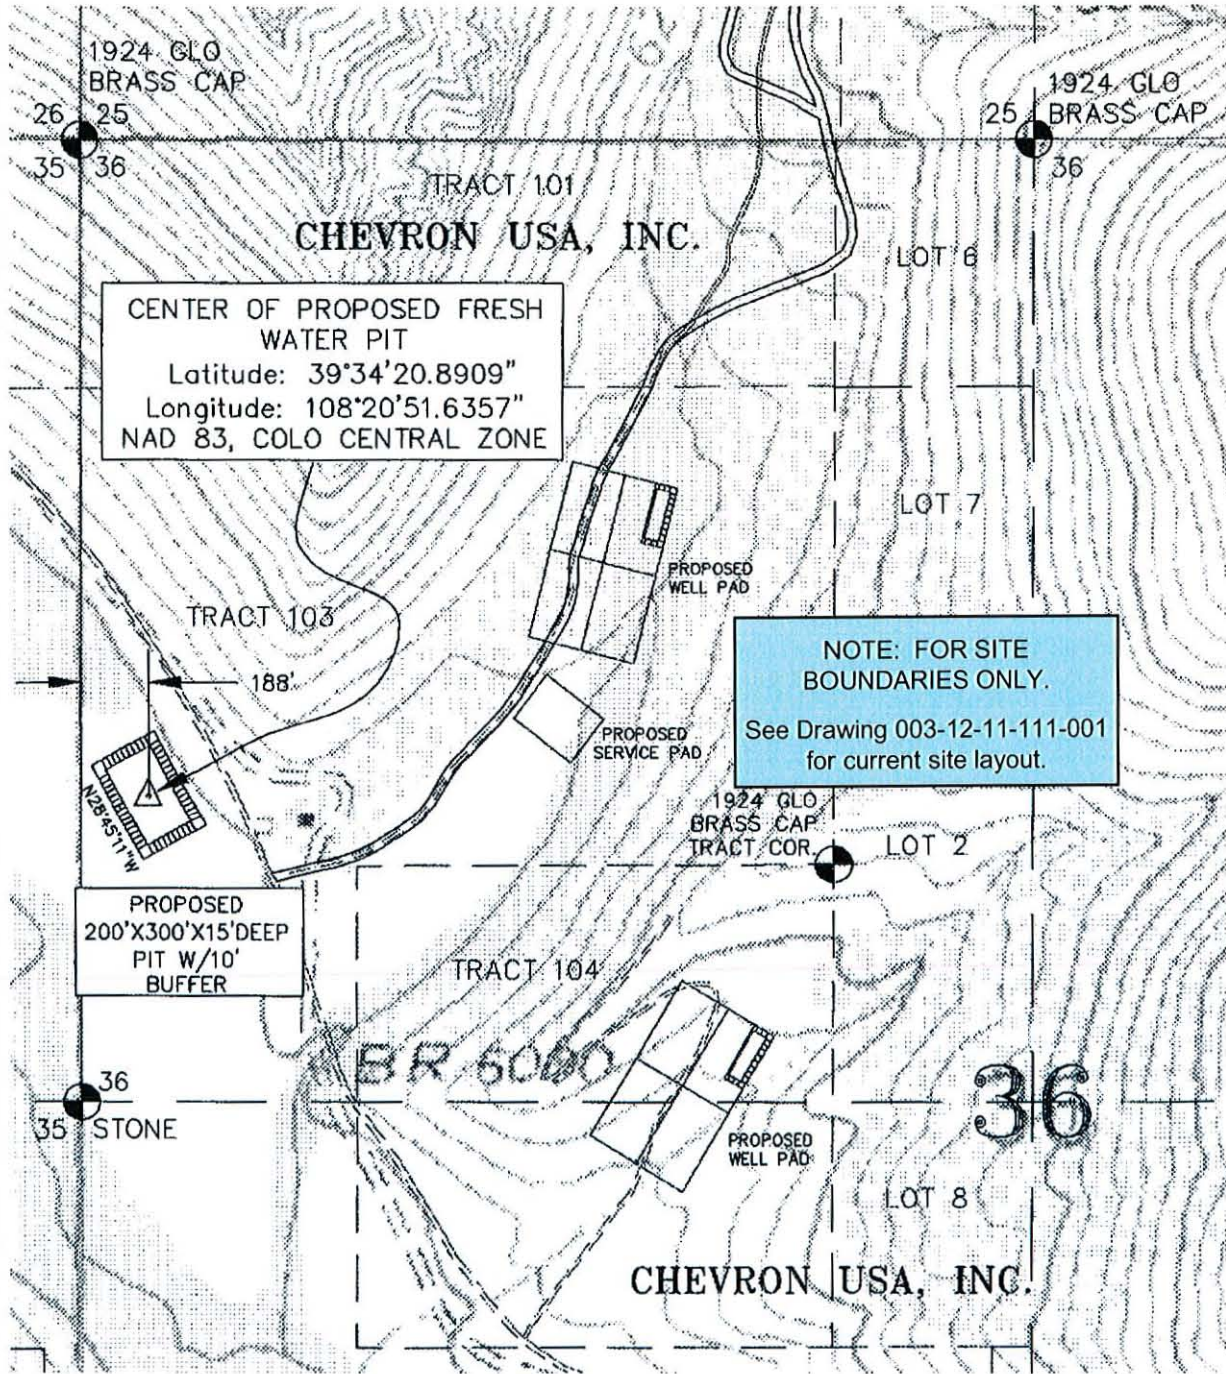 1924 GLO
BRASS CAP
26 25
35 36
1924 GLO
BRASS CAP
25
36
TRACT 101
CHEVRON USA, INC.
LOT 6
CENTER OF PROPOSED FRESH
WATER PIT
Latitude: 39°34'20.8909"
Longitude: 108°20'51.6357"
NAD 83, COLO CENTRAL ZONE
LOT 7
PROPOSED
WELL PAD
TRACT 103
188'
NOTE: FOR SITE
BOUNDARIES ONLY.
See Drawing 003-12-11-111-001
for current site layout.
PROPOSED
SERVICE PAD
N28°45'11"W
1924 GLO
BRASS CAP
TRACT COR.
LOT 2
PROPOSED
200'X300'X15'DEEP
PIT W/10'
BUFFER
TRACT 104
BR 6080
36
36
35 STONE
PROPOSED
WELL PAD
LOT 8
CHEVRON USA, INC.